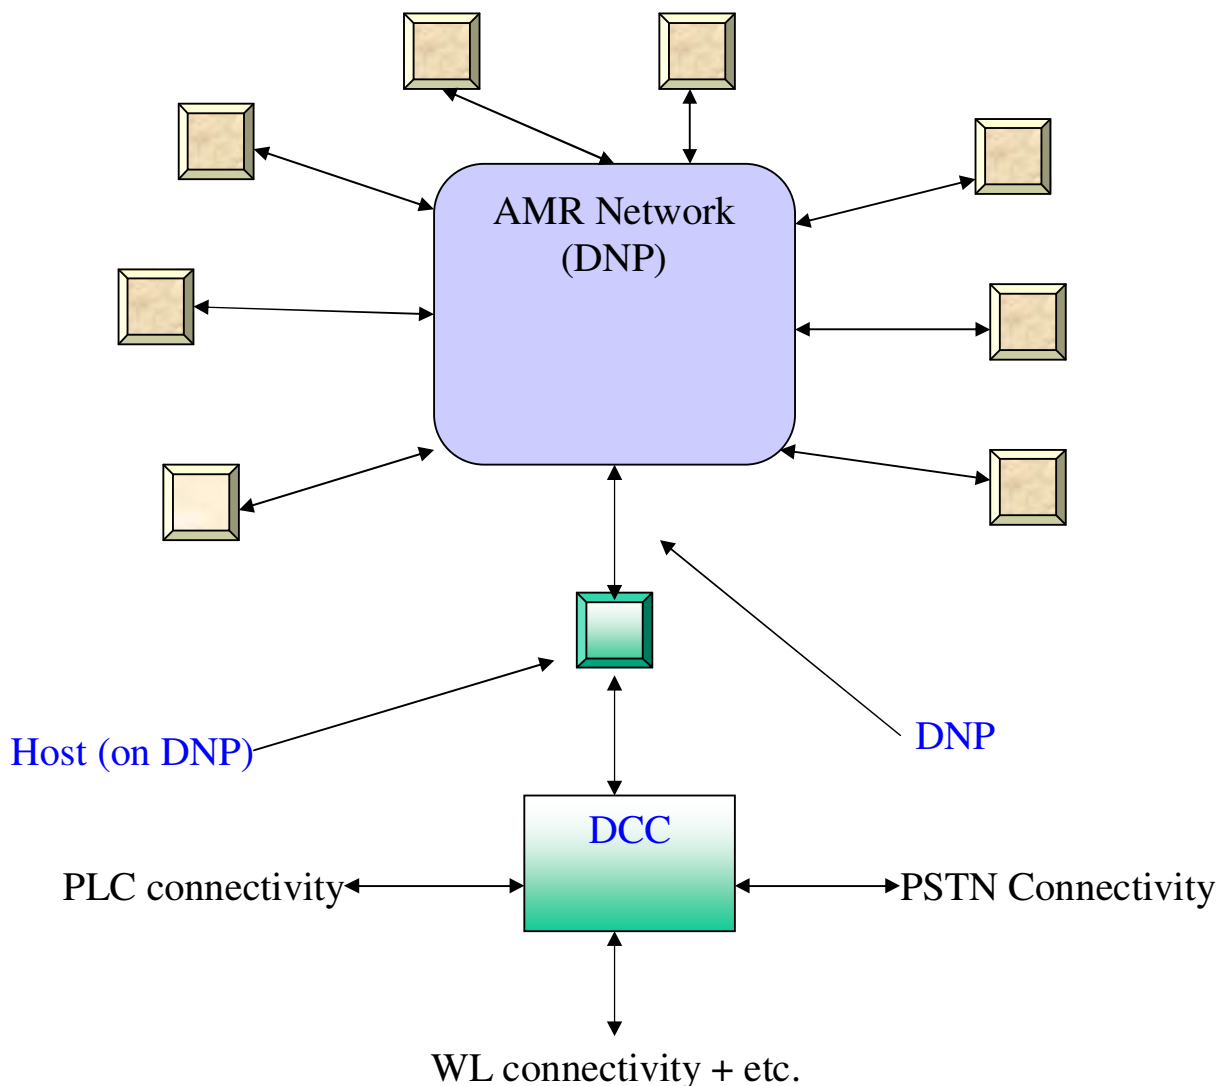 AMR Network
(DNP)
Host (on DNP)
DNP
DCC
PLC connectivity
PSTN Connectivity
WL connectivity + etc.